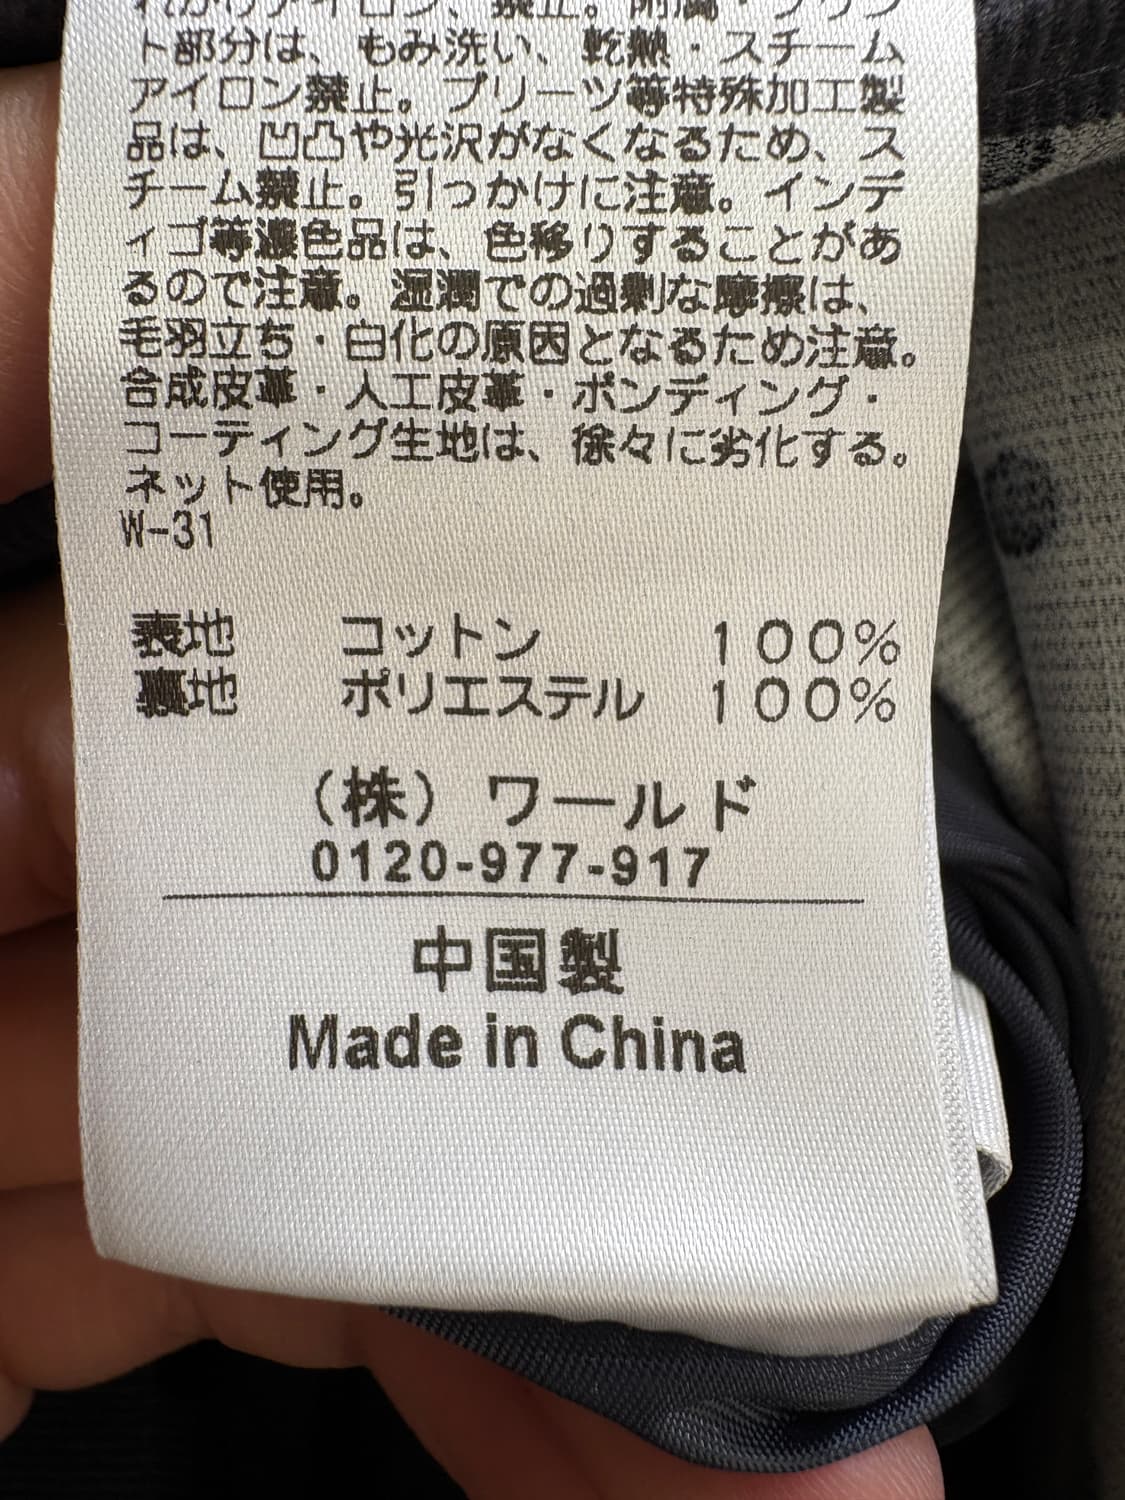 ト部分は、もみ洗い、乾熱・スチーム
アイロン禁止。プリーツ等特殊加工製
品は、凹凸や光沢がなくなるため、ス
チーム禁止。引っかけに注意。インデ
ィゴ等濃色品は、色移りすることがあ
るので注意。湿潤での過剰な摩擦は、
毛羽立ち・白化の原因となるため注意。
合成皮革・人工皮革・ボンディング・
コーティング生地は、徐々に劣化する。
ネット使用。
W-31
表地 コットン 100%
裏地 ポリエステル 100%
(株) ワールド
0120-977-917
中国製
Made in China